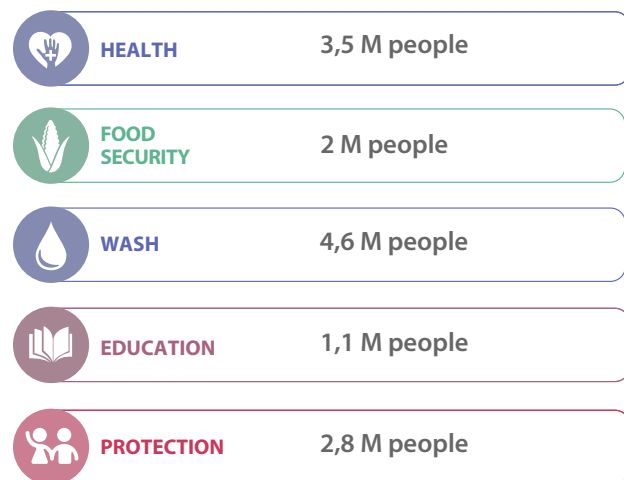 HEALTH 3,5 M people
FOOD
SECURITY 2 M people
WASH 4,6 M people
EDUCATION 1,1 M people
PROTECTION 2,8 M people